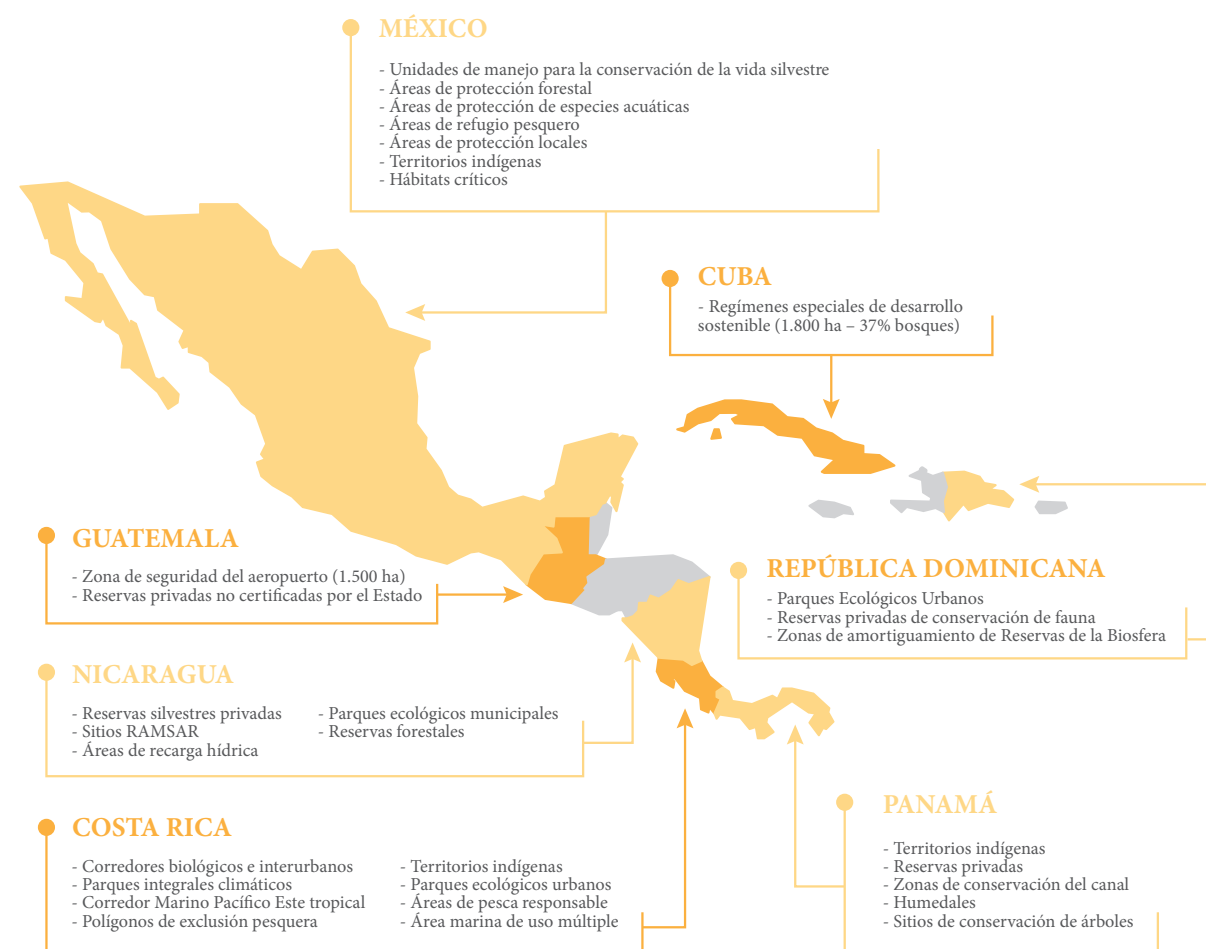 MÉXICO
- Unidades de manejo para la conservación de la vida silvestre
- Áreas de protección forestal
- Áreas de protección de especies acuáticas
- Áreas de refugio pesquero
- Áreas de protección locales
- Territorios indígenas
- Hábitats críticos
CUBA
- Regímenes especiales de desarrollo
sostenible (1.800 ha – 37% bosques)
GUATEMALA
- Zona de seguridad del aeropuerto (1.500 ha)
- Reservas privadas no certificadas por el Estado
REPÚBLICA DOMINICANA
- Parques Ecológicos Urbanos
- Reservas privadas de conservación de fauna
- Zonas de amortiguamiento de Reservas de la Biosfera
NICARAGUA
- Reservas silvestres privadas
- Sitios RAMSAR
- Áreas de recarga hídrica
- Parques ecológicos municipales
- Reservas forestales
COSTA RICA
- Corredores biológicos e interurbanos
- Parques integrales climáticos
- Corredor Marino Pacífico Este tropical
- Polígonos de exclusión pesquera
- Territorios indígenas
- Parques ecológicos urbanos
- Áreas de pesca responsable
- Área marina de uso múltiple
PANAMÁ
- Territorios indígenas
- Reservas privadas
- Zonas de conservación del canal
- Humedales
- Sitios de conservación de árboles